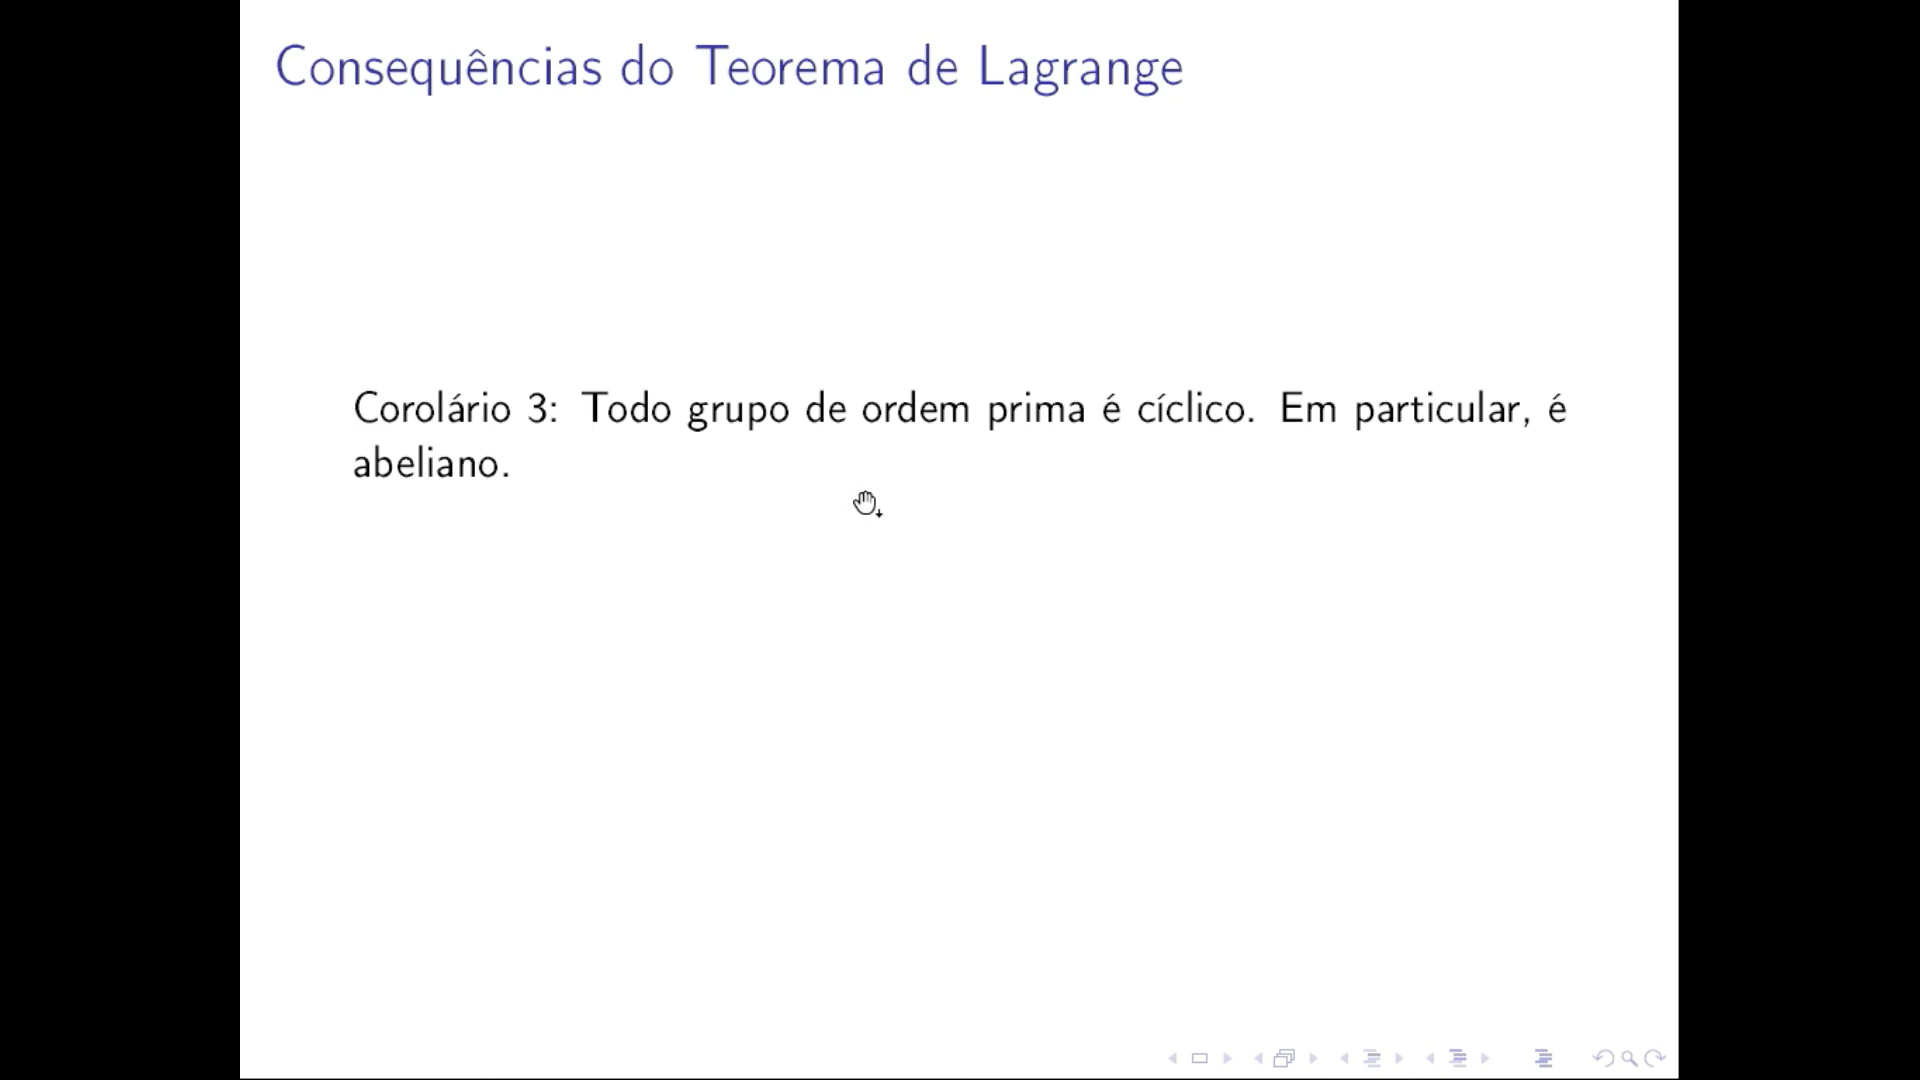 Consequências do Teorema de Lagrange
Corolário 3: Todo grupo de ordem prima é cíclico. Em particular, é
abeliano.